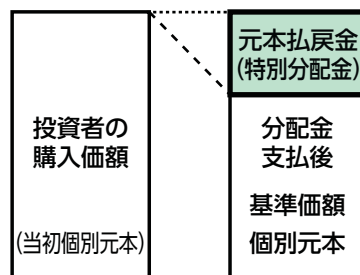 投資者の
購入価額
(当初個別元本)
元本払戻金
(特別分配金)
分配金
支払後
基準価額
個別元本